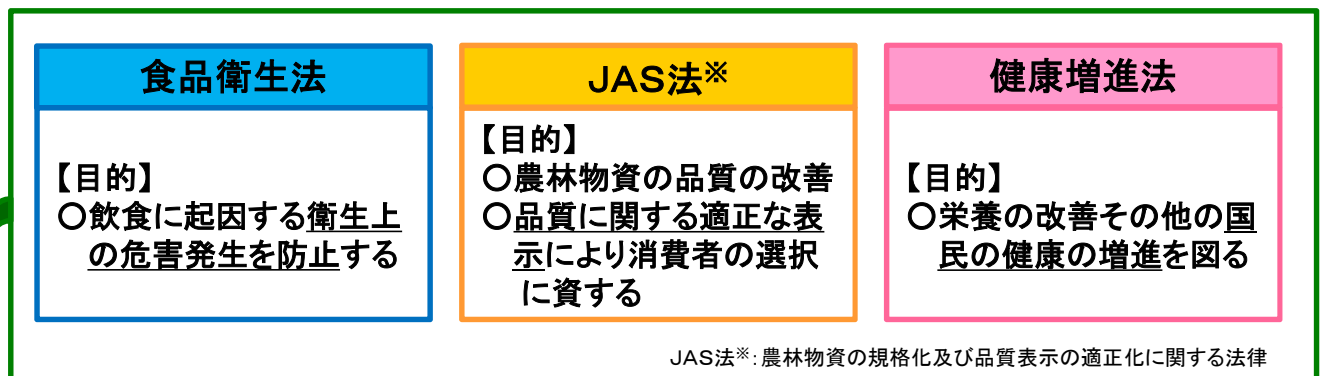 食品衛生法
【目的】
○飲食に起因する衛生上
の危害発生を防止する
JAS法※
【目的】
○農林物資の品質の改善
○品質に関する適正な表
示により消費者の選択
に資する
健康増進法
【目的】
○栄養の改善その他の国
民の健康の増進を図る
JAS法※:農林物資の規格化及び品質表示の適正化に関する法律